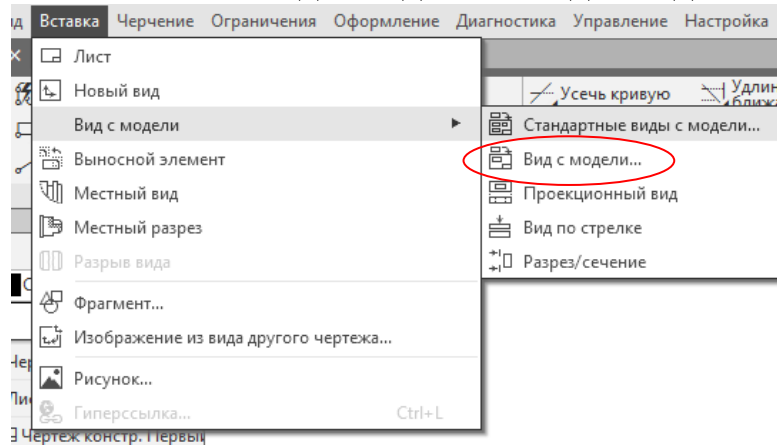 Вставка Черчение Ограничения Оформление Диагностика Управление Настройка
Лист
Новый вид
Усечь кривую
Вид с модели
Стандартные виды с модели...
Выносной элемент
Вид с модели...
Местный вид
Проекционный вид
Местный разрез
Вид по стрелке
Разрыв вида
Разрез/сечение
Фрагмент...
Изображение из вида другого чертежа...
Рисунок...
Гиперссылка... Ctrl+L
Чертеж констр. Первый